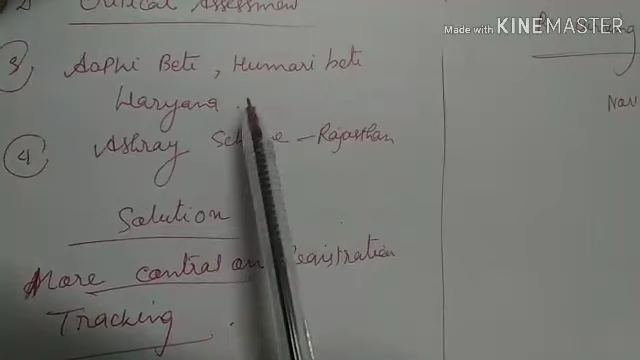 Critical Assessment
Made with KINEMASTER
3) Aaphi Beti, Humari beti
Haryana.
4 Ashray Scheme - Rajasthan
Solution
More control on Registration
Tracking.
Nav